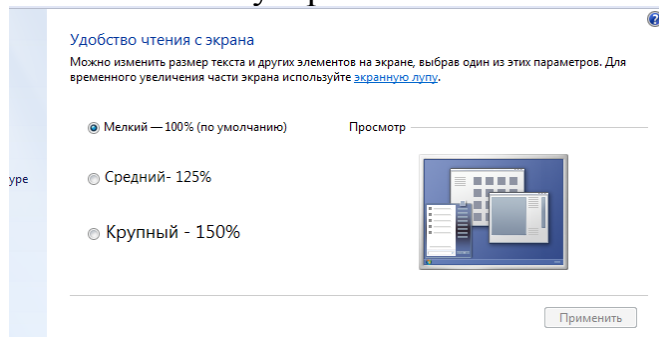 Удобство чтения с экрана
Можно изменить размер текста и других элементов на экране, выбрав один из этих параметров. Для
временного увеличения части экрана используйте экранную лупу.
Мелкий — 100% (по умолчанию)
Просмотр
Средний- 125%
Крупный - 150%
Применить